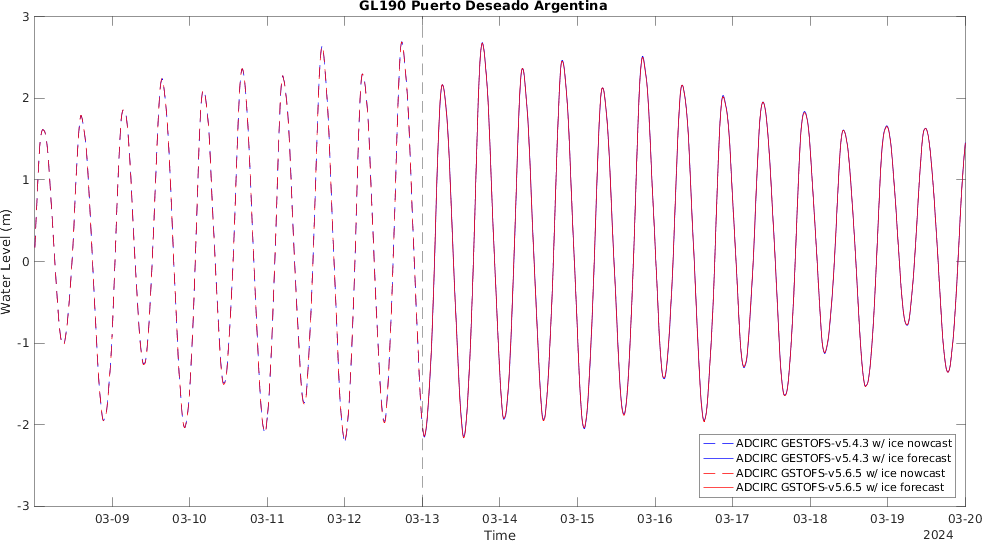 GL190 Puerto Deseado Argentina
3
2
1
0
-1
-2
-3
Water Level (m)
ADCIRC GESTOFS-v5.4.3 w/ ice nowcast
ADCIRC GESTOFS-v5.4.3 w/ ice forecast
ADCIRC GSTOFS-v5.6.5 w/ ice nowcast
ADCIRC GSTOFS-v5.6.5 w/ ice forecast
03-09 03-10 03-11 03-12 03-13 03-14 03-15 03-16 03-17 03-18 03-19 03-20
Time
2024